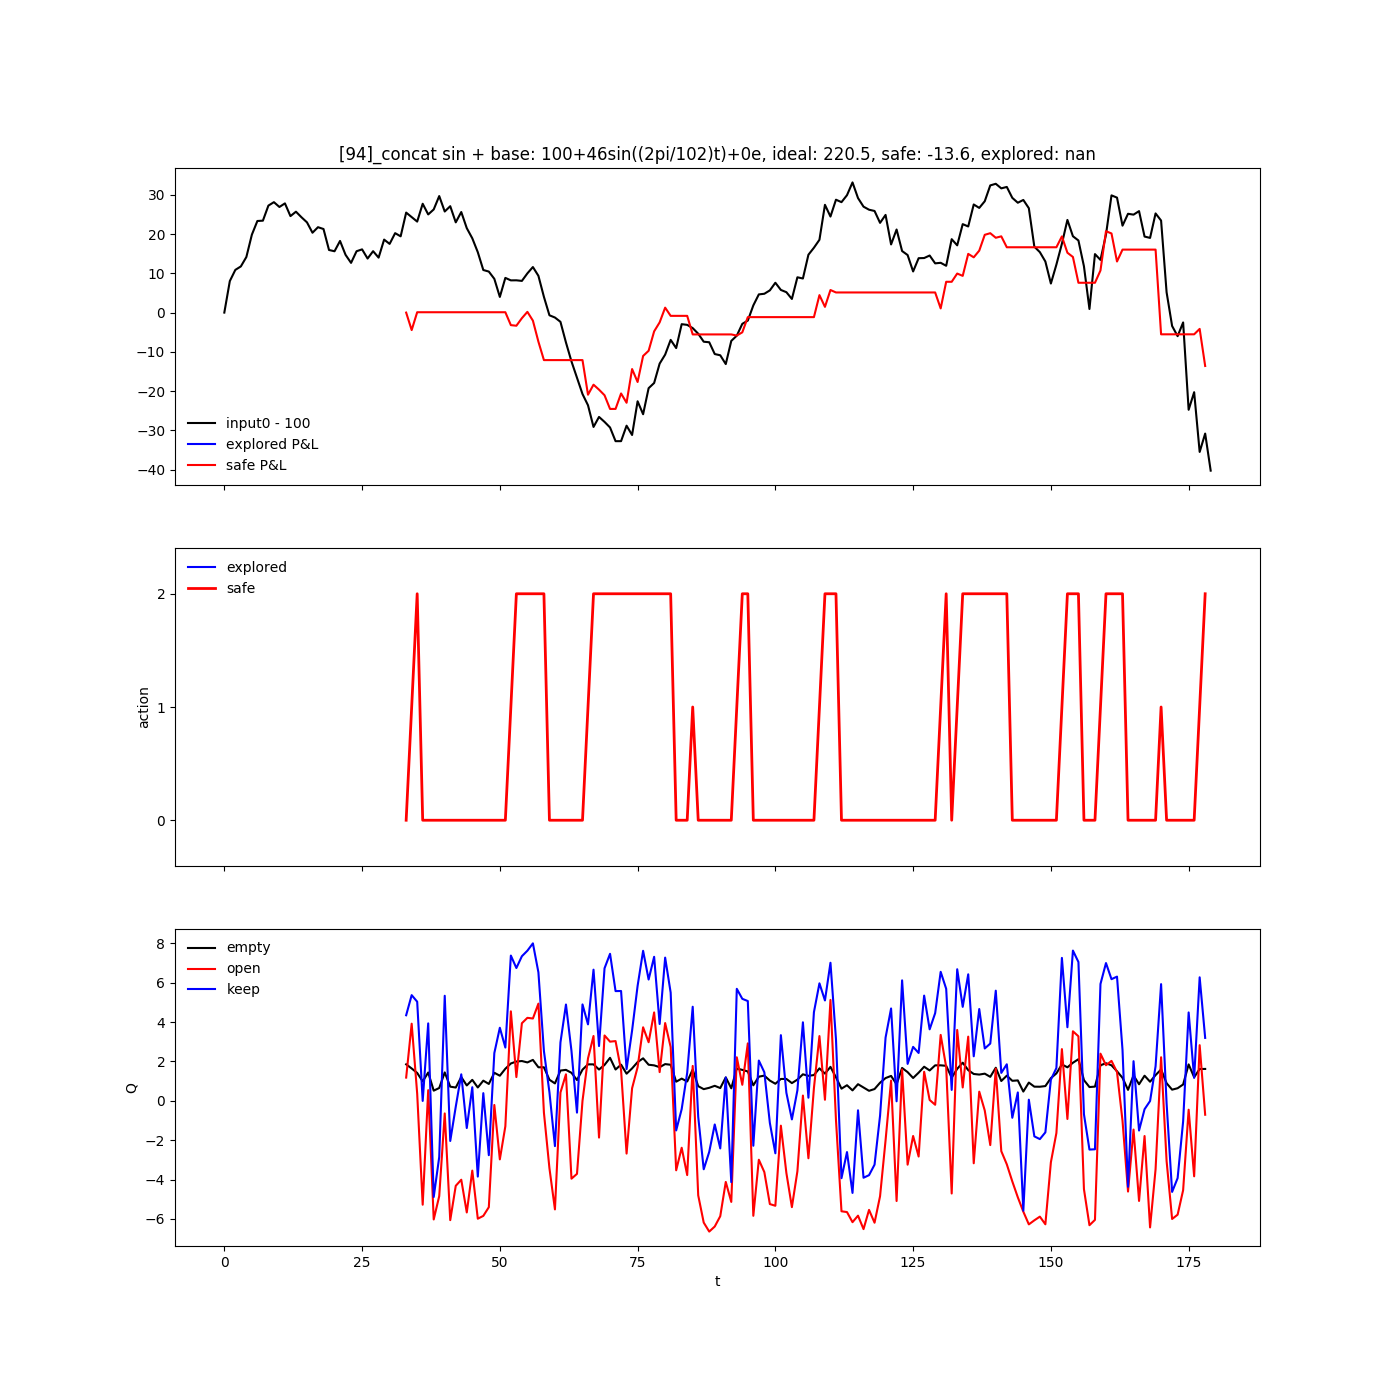 [94]_concat sin + base: 100+46sin((2pi/102)t)+0e, ideal: 220.5, safe: -13.6, explored: nan
30
20
10
0
−10
−20
−30
−40
input0 - 100
explored P&L
safe P&L
explored
safe
2
1
0
action
empty
open
keep
8
6
4
2
0
−2
−4
−6
Q
0 25 50 75 100 125 150 175
t